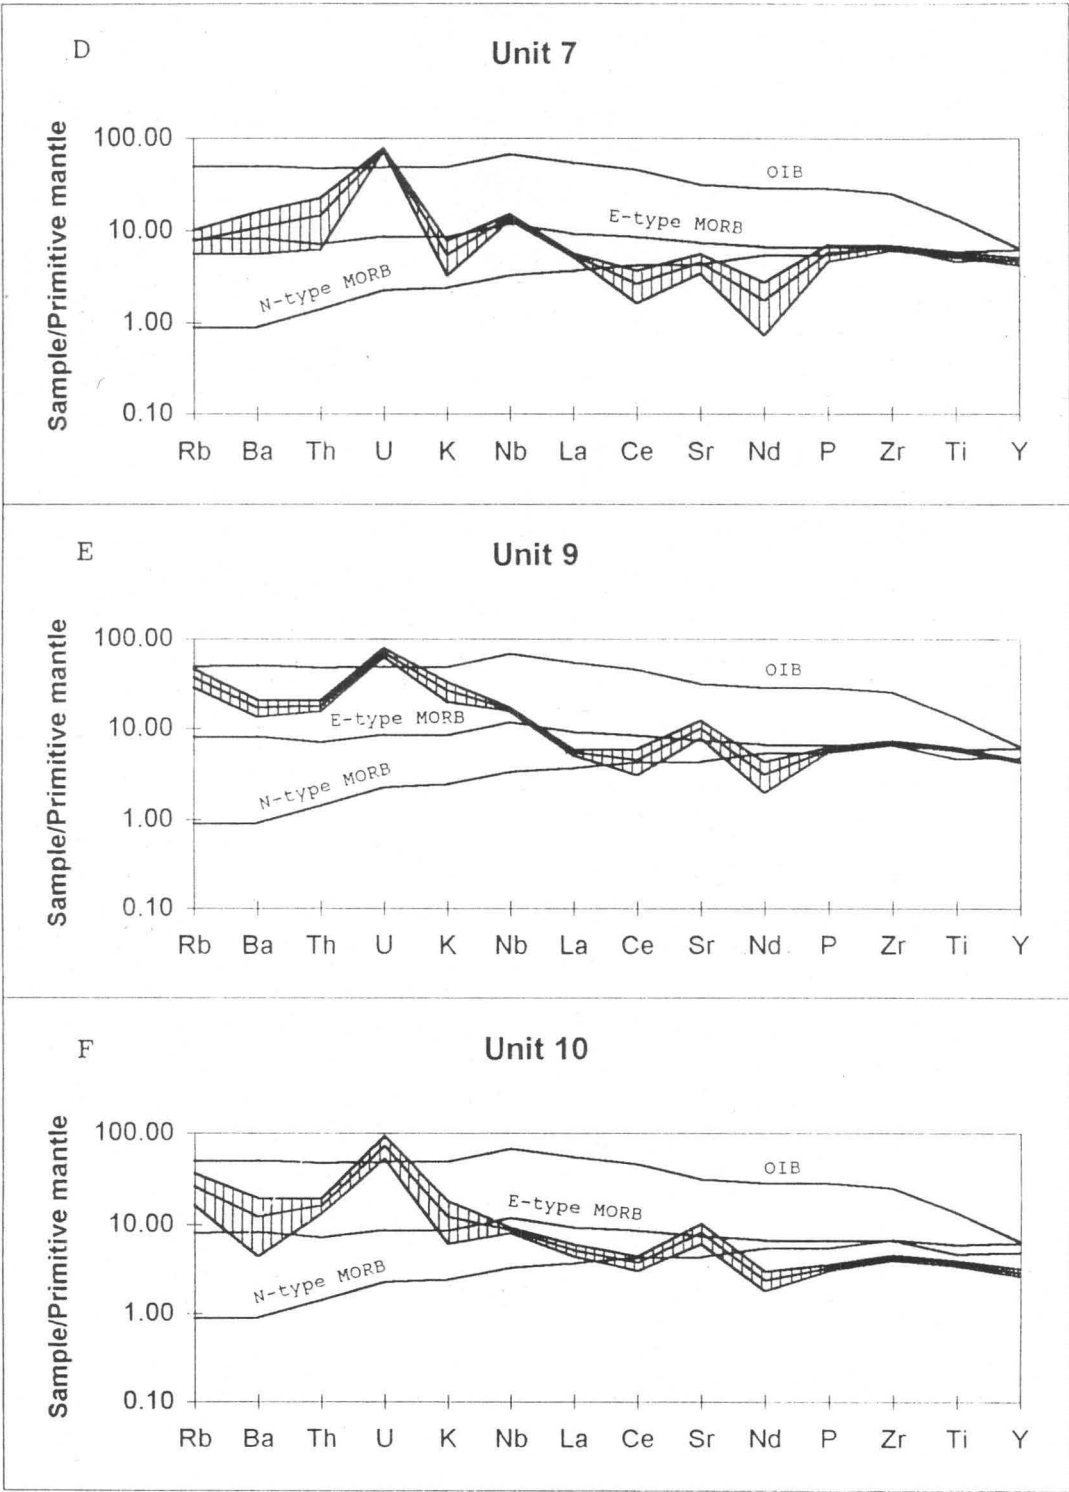 D
Unit 7
Sample/Primitive mantle
100.00
10.00
1.00
0.10
OIB
E-type MORB
N-type MORB
Rb Ba Th U K Nb La Ce Sr Nd P Zr Ti Y
E
Unit 9
Sample/Primitive mantle
100.00
10.00
1.00
0.10
OIB
E-type MORB
N-type MORB
Rb Ba Th U K Nb La Ce Sr Nd P Zr Ti Y
F
Unit 10
Sample/Primitive mantle
100.00
10.00
1.00
0.10
OIB
E-type MORB
N-type MORB
Rb Ba Th U K Nb La Ce Sr Nd P Zr Ti Y